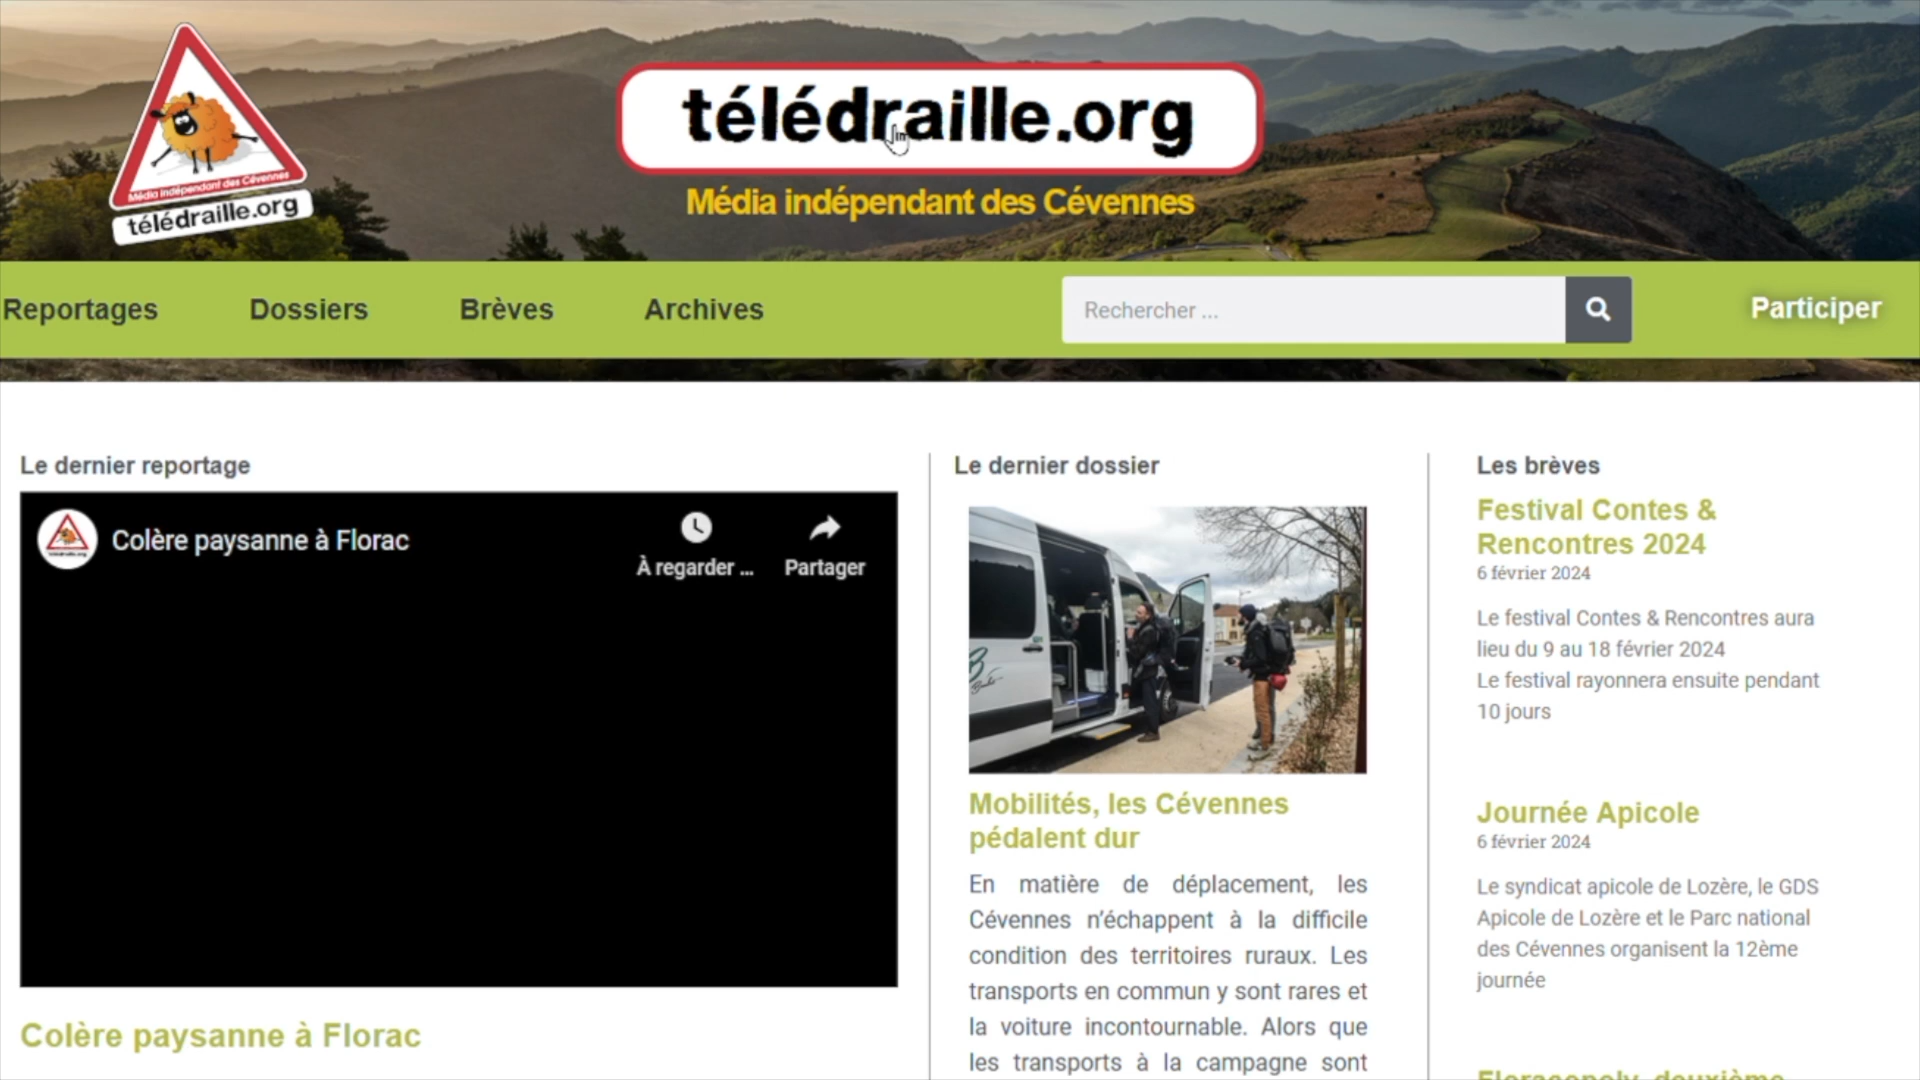 Média indépendant des Cévennes
télédraille.org
télédraille.org
Média indépendant des Cévennes
Reportages
Dossiers
Brèves
Archives
Rechercher ...
Participer
Le dernier reportage
Colère paysanne à Florac
À regarder ...
Partager
Colère paysanne à Florac
Le dernier dossier
Mobilités, les Cévennes
pédalent dur
En matière de déplacement, les
Cévennes n’échappent à la difficile
condition des territoires ruraux. Les
transports en commun y sont rares et
la voiture incontournable. Alors que
les transports à la campagne sont
Les brèves
Festival Contes &
Rencontres 2024
6 février 2024
Le festival Contes & Rencontres aura
lieu du 9 au 18 février 2024
Le festival rayonnera ensuite pendant
10 jours
Journée Apicole
6 février 2024
Le syndicat apicole de Lozère, le GDS
Apicole de Lozère et le Parc national
des Cévennes organisent la 12ème
journée